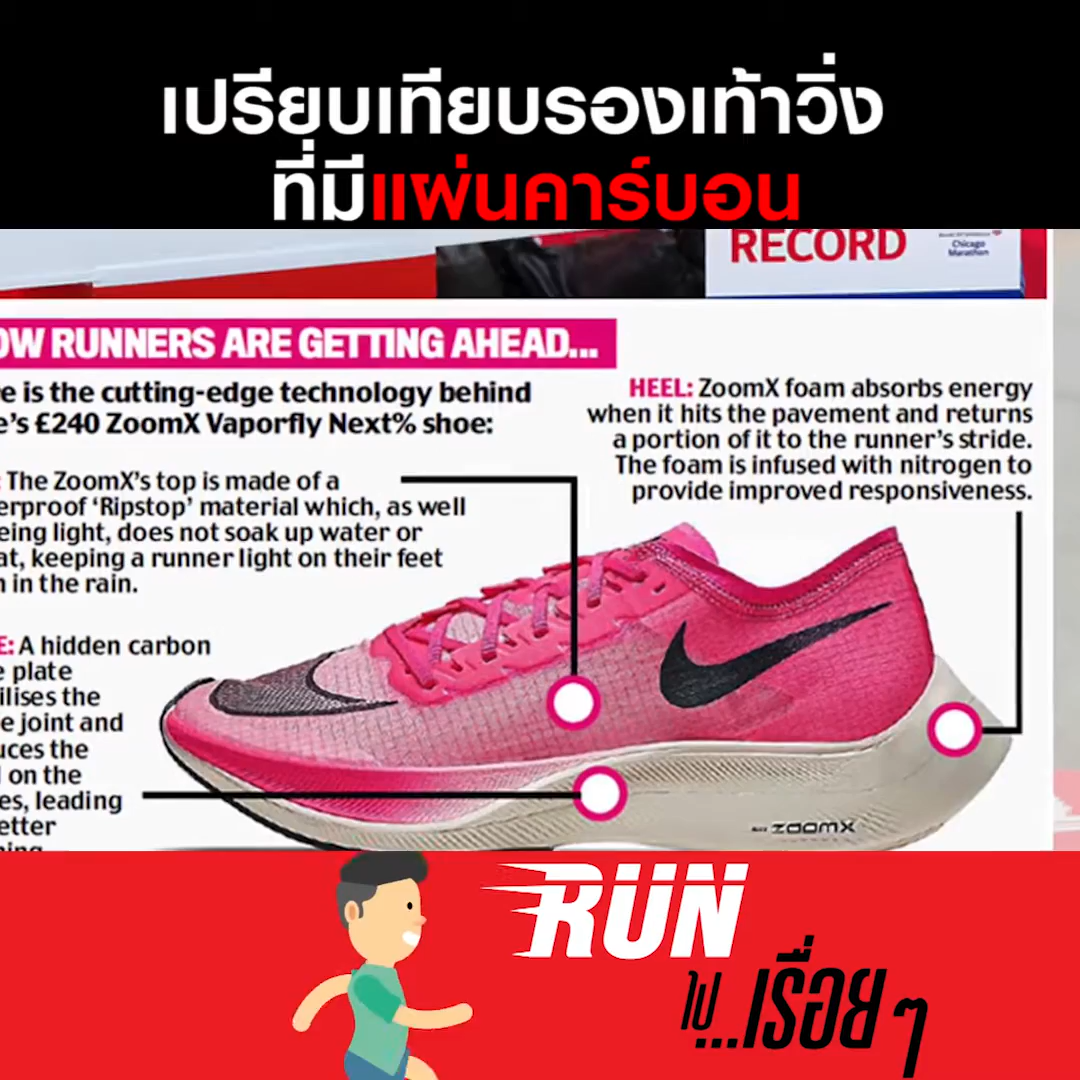 เปรียบเทียบรองเท้าวิ่ง
ที่มีแผ่นคาร์บอน
RECORD
Chicago
Marathon
OW RUNNERS ARE GETTING AHEAD...
e is the cutting-edge technology behind
e's £240 ZoomX Vaporfly Next% shoe:
: The ZoomX's top is made of a
erproof 'Ripstop' material which, as well
eing light, does not soak up water or
at, keeping a runner light on their feet
n in the rain.
HEEL: ZoomX foam absorbs energy
when it hits the pavement and returns
a portion of it to the runner's stride.
The foam is infused with nitrogen to
provide improved responsiveness.
E: A hidden carbon
e plate
ilises the
e joint and
uces the
on the
es, leading
etter
ZOOMX
RUN
ไป...เรื่อย ๆ